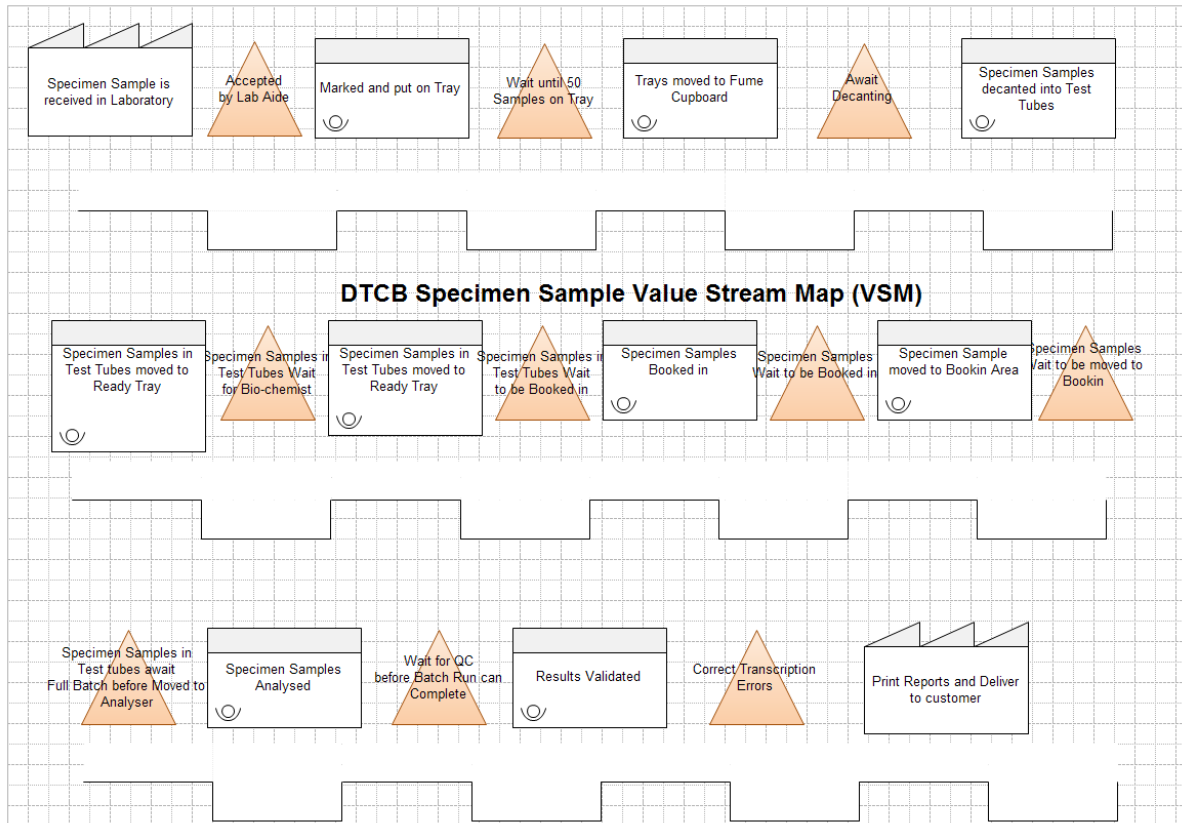 Specimen Sample is
received in Laboratory
Accepted
by Lab Aide
Marked and put on Tray
Wait until 50
Samples on Tray
Trays moved to Fume
Cupboard
Await
Decanting
Specimen Samples
decanted into Test
Tubes
DTCB Specimen Sample Value Stream Map (VSM)
Specimen Samples in
Test Tubes moved to
Ready Tray
Specimen Samples in
Test Tubes Wait
for Bio-chemist
Specimen Samples in
Test Tubes moved to
Ready Tray
Specimen Samples in
Test Tubes Wait
to be Booked in
Specimen Samples
Booked in
Specimen Samples
Wait to be Booked in
Specimen Sample
moved to Bookin Area
Specimen Samples
Wait to be moved to
Bookin
Specimen Samples in
Test tubes await
Full Batch before Moved to
Analyser
Specimen Samples
Analysed
Wait for QC
before Batch Run can
Complete
Results Validated
Correct Transcription
Errors
Print Reports and Deliver
to customer